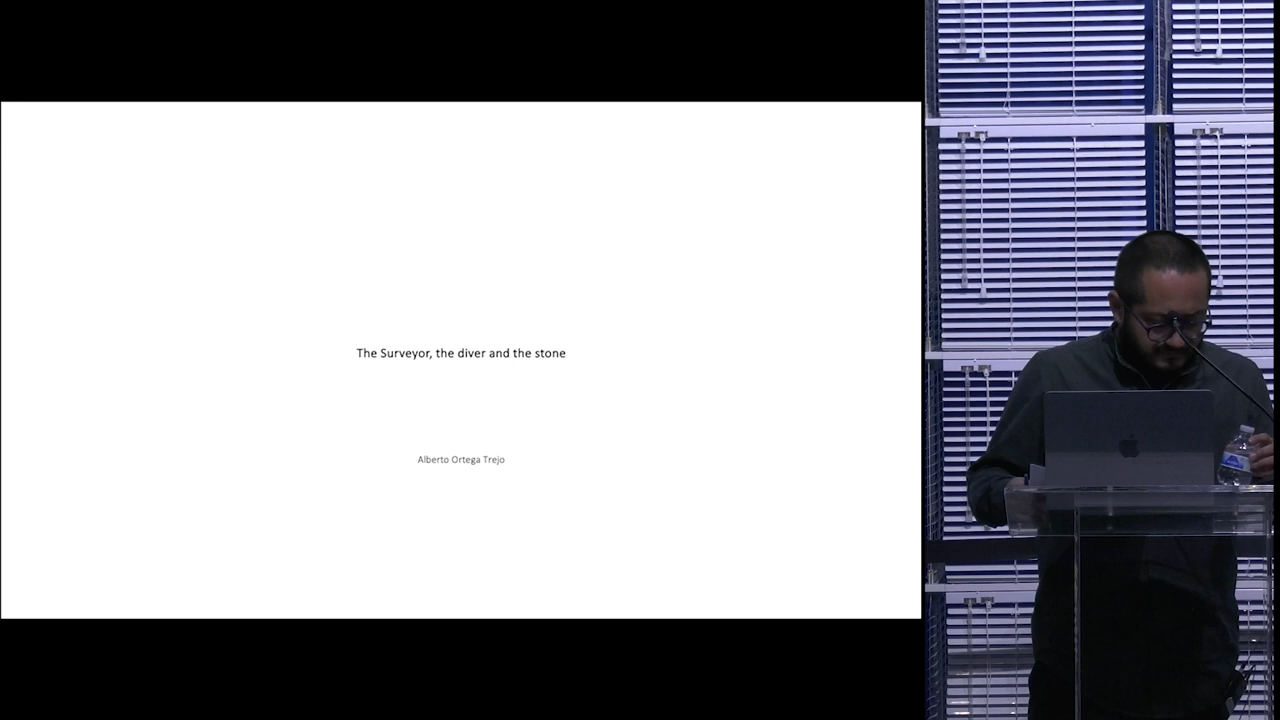 The Surveyor, the diver and the stone
Alberto Ortega Trejo